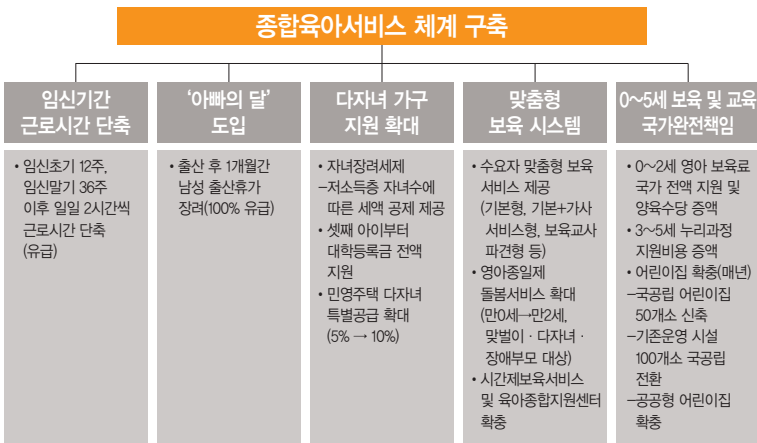 종합육아서비스 체계 구축
임신기간
근로시간 단축
• 임신초기 12주,
임신말기 36주
이후 일일 2시간씩
근로시간 단축
(유급)
‘아빠의 달’
도입
• 출산 후 1개월간
남성 출산휴가
장려(100% 유급)
다자녀 가구
지원 확대
• 자녀장려세제
–저소득층 자녀수에
따른 세액 공제 제공
• 셋째 아이부터
대학등록금 전액
지원
• 민영주택 다자녀
특별공급 확대
(5% → 10%)
맞춤형
보육 시스템
• 수요자 맞춤형 보육
서비스 제공
(기본형, 기본+가사
서비스형, 보육교사
파견형 등)
• 영아종일제
돌봄서비스 확대
(만0세→만2세,
맞벌이 · 다자녀 ·
장애부모 대상)
• 시간제보육서비스
및 육아종합지원센터
확충
0~5세 보육 및 교육
국가완전책임
• 0~2세 영아 보육료
국가 전액 지원 및
양육수당 증액
• 3~5세 누리과정
지원비용 증액
• 어린이집 확충(매년)
–국공립 어린이집
50개소 신축
–기존운영 시설
100개소 국공립
전환
–공공형 어린이집
확충